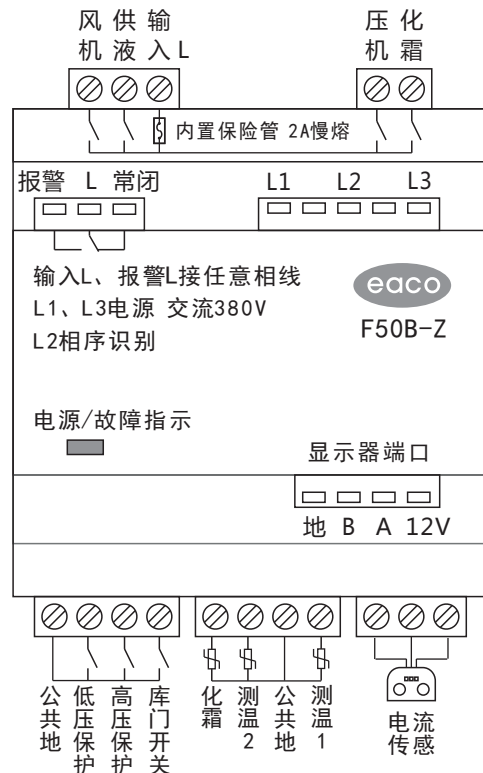 风机 供液 输入L 压机 化霜
内置保险管 2A慢熔
报警 L 常闭 L1 L2 L3
输入L、报警L接任意相线
L1、L3电源 交流380V
L2相序识别
eaco
F50B-Z
电源/故障指示
显示器端口
地 B A 12V
公共地 低压保护 高压保护 库门开关 化霜 测温2 公共地 测温1 电流传感